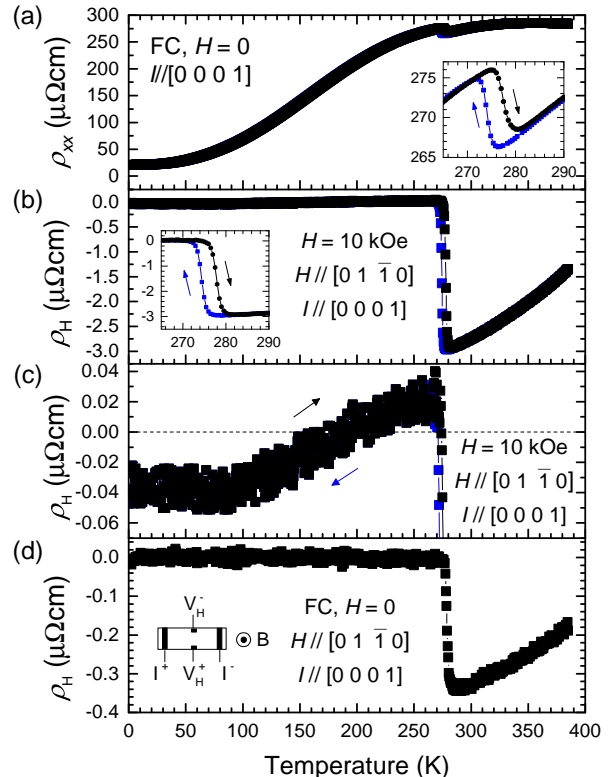 (a)
300
250
200
150
100
50
0
ρxx (μΩcm)
FC, H = 0
I//[0 0 0 1]
275
270
265
270 280 290
(b)
0.0
-0.5
-1.0
-1.5
-2.0
-2.5
-3.0
ρH (μΩcm)
0
-1
-2
-3
270 280 290
H = 10 kOe
H // [0 1 1̅ 0]
I // [0 0 0 1]
(c)
0.04
0.02
0.00
-0.02
-0.04
-0.06
ρH (μΩcm)
H = 10 kOe
H // [0 1 1̅ 0]
I // [0 0 0 1]
(d)
0.0
-0.1
-0.2
-0.3
-0.4
ρH (μΩcm)
VH-
B
I+ VH+ I-
FC, H = 0
H // [0 1 1̅ 0]
I // [0 0 0 1]
0 50 100 150 200 250 300 350 400
Temperature (K)